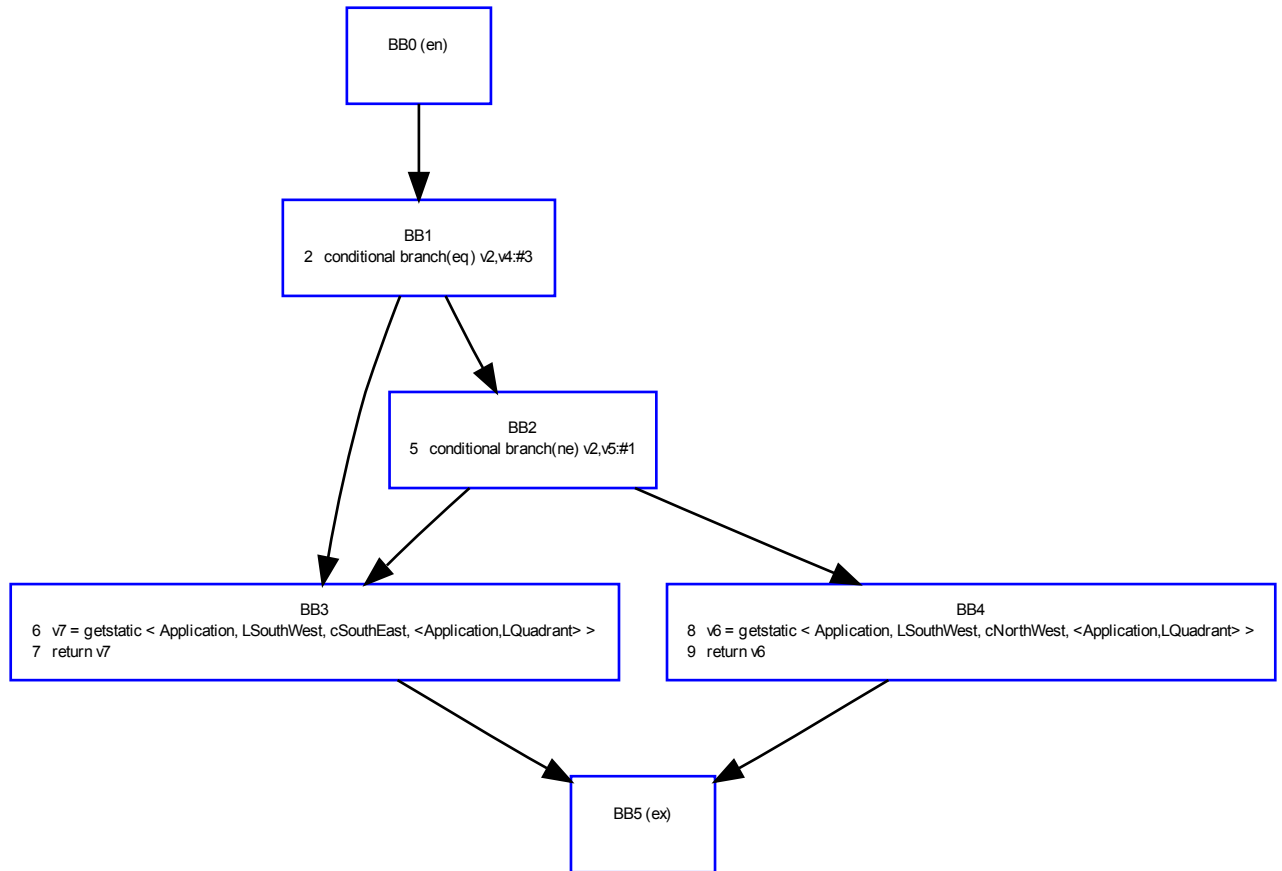 BB0 (en)
BB1
2 conditional branch(eq) v2,v4:#3
BB2
5 conditional branch(ne) v2,v5:#1
BB3
6 v7 = getstatic < Application, LSouthWest, cSouthEast, <Application,LQuadrant> >
7 return v7
BB4
8 v6 = getstatic < Application, LSouthWest, cNorthWest, <Application,LQuadrant> >
9 return v6
BB5 (ex)